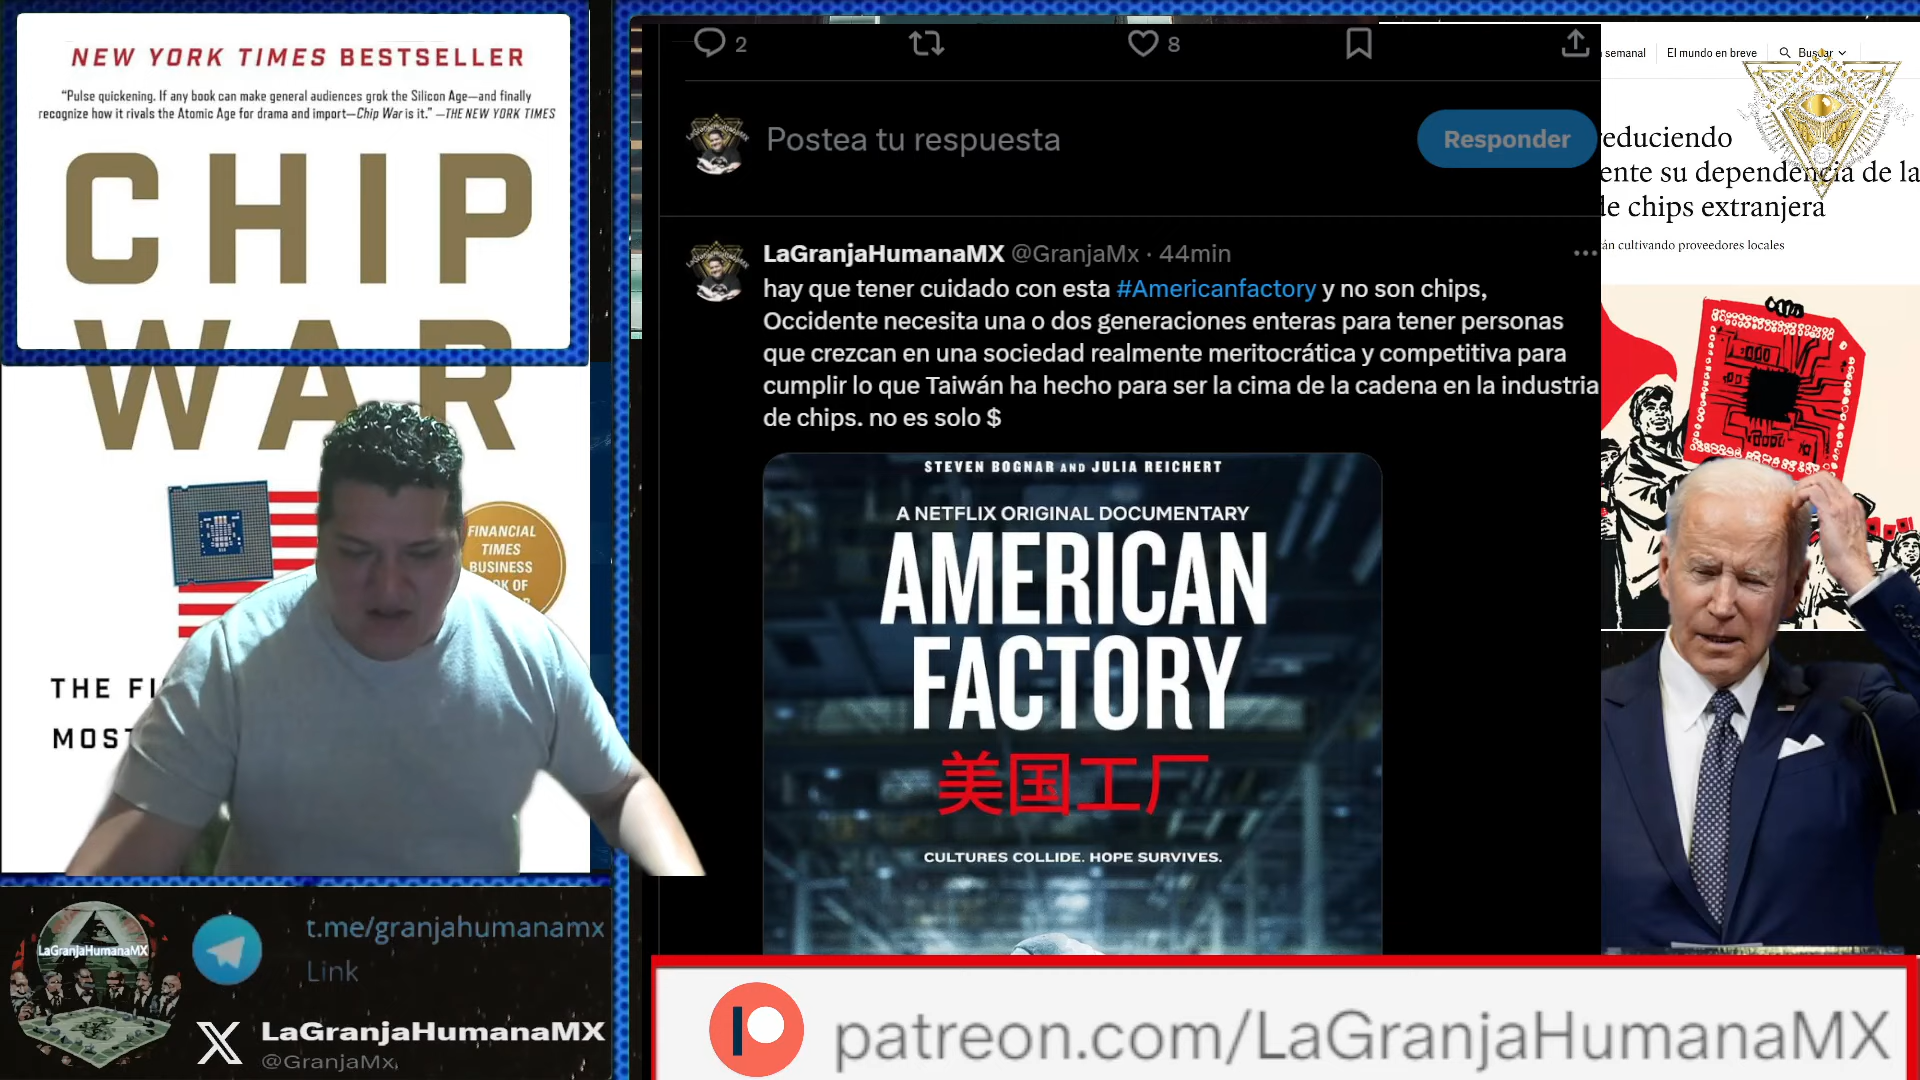 NEW YORK TIMES BESTSELLER
“Pulse quickening. If any book can make general audiences grok the Silicon Age—and finally
recognize how it rivals the Atomic Age for drama and import—Chip War is it.” —THE NEW YORK TIMES
CHIP
WAR
FINANCIAL
TIMES
BUSINESS
OF
THE
MOST
LaGranjaHumanaMX
t.me/granjahumanamx
Link
LaGranjaHumanaMX
@GranjaMx
2
8
Postea tu respuesta
Responder
LaGranjaHumanaMX @GranjaMx · 44min
hay que tener cuidado con esta #Americanfactory y no son chips,
Occidente necesita una o dos generaciones enteras para tener personas
que crezcan en una sociedad realmente meritocrática y competitiva para
cumplir lo que Taiwán ha hecho para ser la cima de la cadena en la industria
de chips. no es solo $
STEVEN BOGNAR AND JULIA REICHERT
A NETFLIX ORIGINAL DOCUMENTARY
AMERICAN
FACTORY
美国工厂
CULTURES COLLIDE. HOPE SURVIVES.
semanal
El mundo en breve
Buscar
reduciendo
ente su dependencia de la
de chips extranjera
án cultivando proveedores locales
patreon.com/LaGranjaHumanaMX